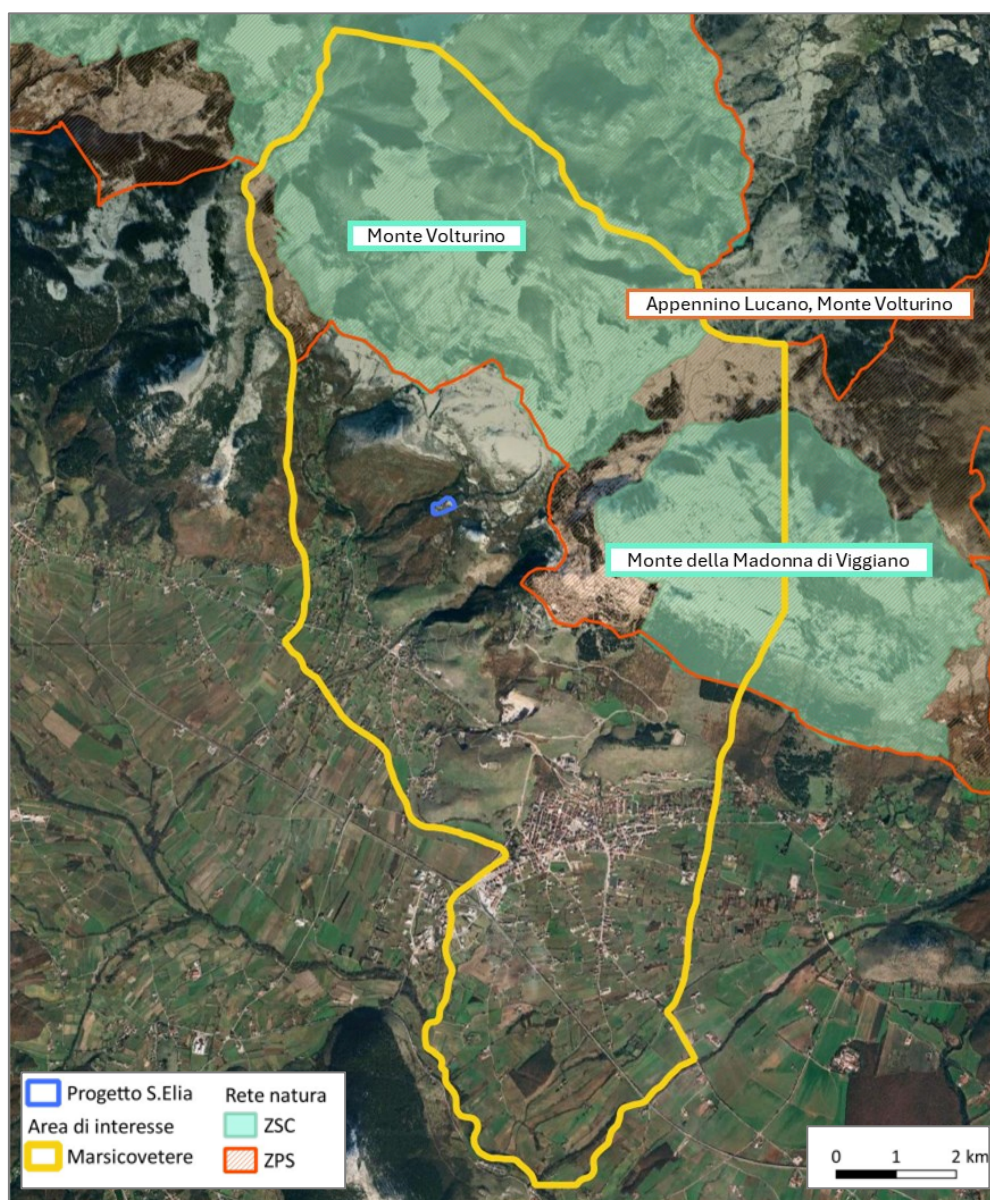 Monte Volturino
Appennino Lucano, Monte Volturino
Monte della Madonna di Viggiano
Progetto S.Elia
Area di interesse
Marsicovetere
Rete natura
ZSC
ZPS
0 1 2 km